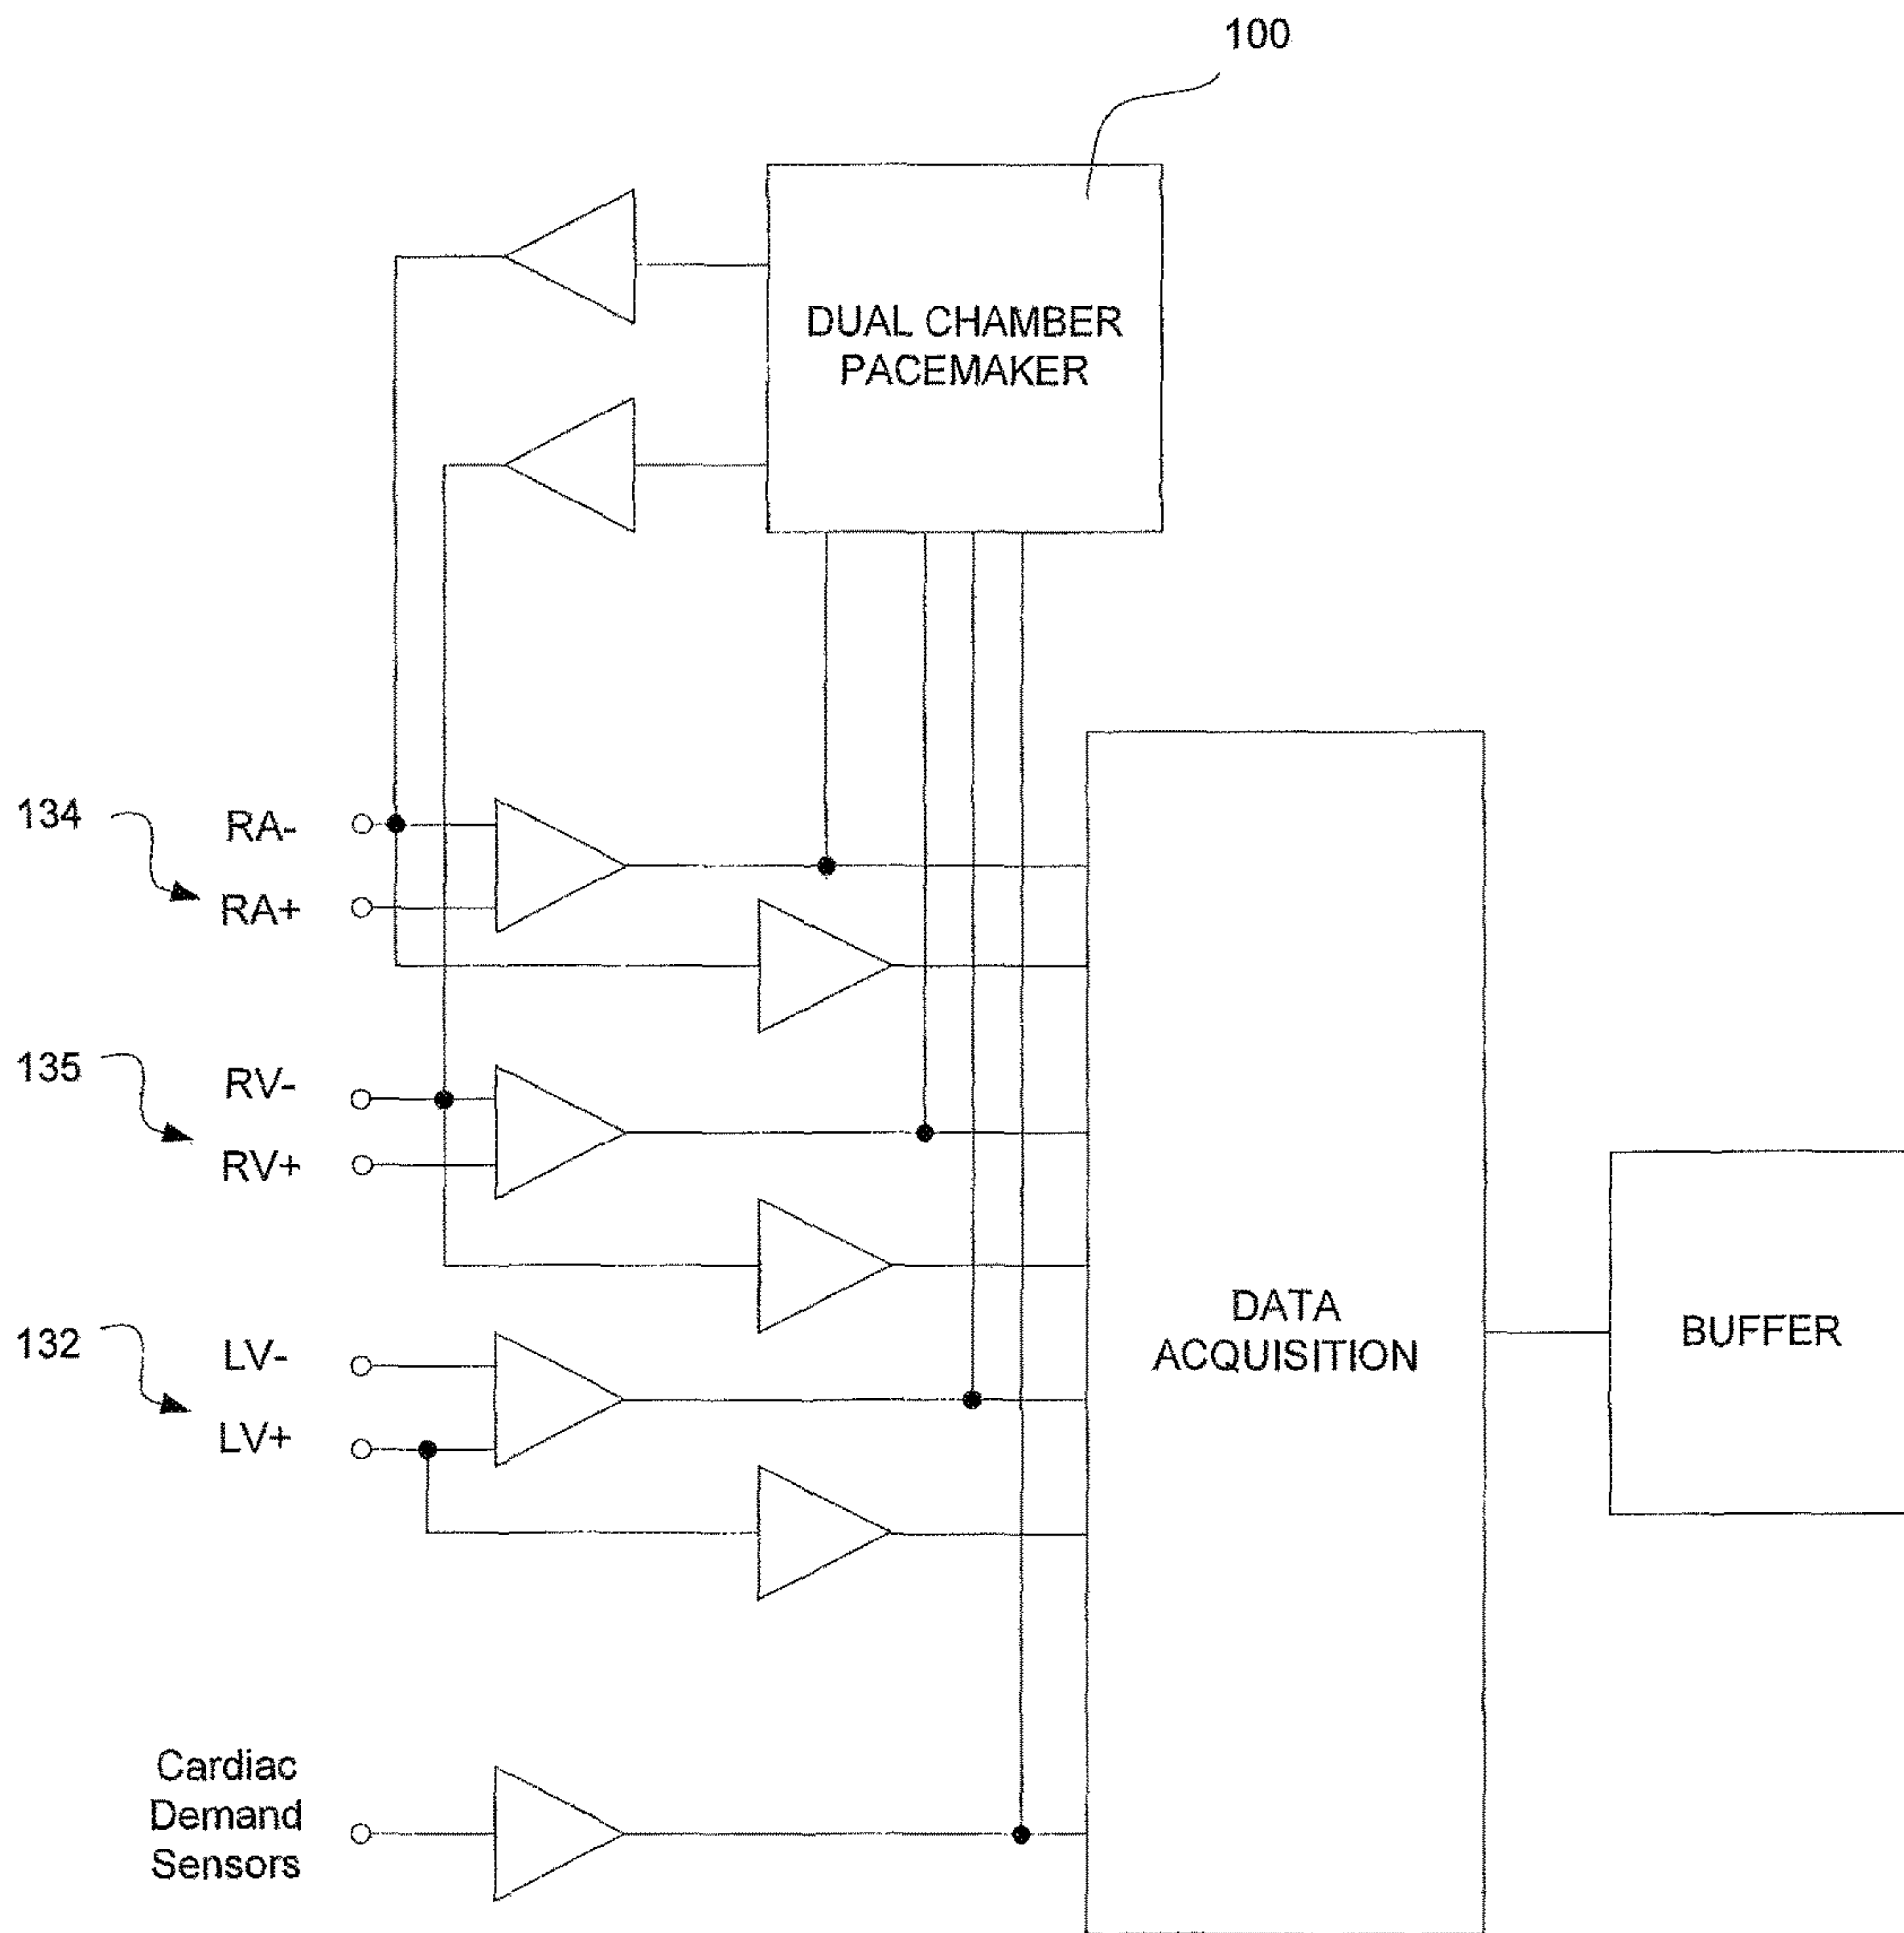 100
DUAL CHAMBER
PACEMAKER
134
RA-
RA+
135
RV-
RV+
132
LV-
LV+
DATA
ACQUISITION
BUFFER
Cardiac
Demand
Sensors